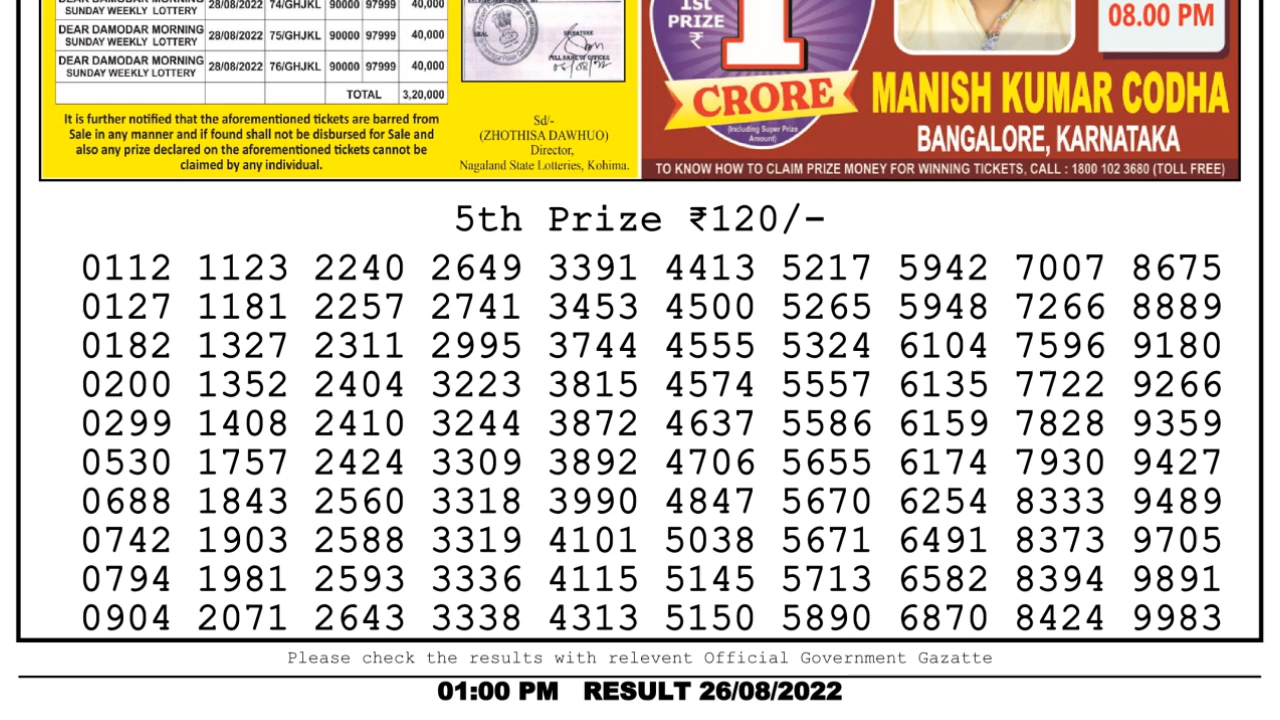 DEAR DAMODAR MORNING
SUNDAY WEEKLY LOTTERY 28/08/2022 74/GHJKL 90000 97999 40,000
DEAR DAMODAR MORNING
SUNDAY WEEKLY LOTTERY 28/08/2022 75/GHJKL 90000 97999 40,000
DEAR DAMODAR MORNING
SUNDAY WEEKLY LOTTERY 28/08/2022 76/GHJKL 90000 97999 40,000
TOTAL 3,20,000
It is further notified that the aforementioned tickets are barred from
Sale in any manner and if found shall not be disbursed for Sale and
also any prize declared on the aforementioned tickets cannot be
claimed by any individual.
SEAL
SIGNATURE
Sd/-
(ZHOTHISA DAWHUO)
Director,
Nagaland State Lotteries, Kohima.
1st
PRIZE
₹
1
CRORE
(Including Super Prize
Amount)
08.00 PM
MANISH KUMAR CODHA
BANGALORE, KARNATAKA
TO KNOW HOW TO CLAIM PRIZE MONEY FOR WINNING TICKETS, CALL : 1800 102 3680 (TOLL FREE)
5th Prize ₹120/-
0112 1123 2240 2649 3391 4413 5217 5942 7007 8675
0127 1181 2257 2741 3453 4500 5265 5948 7266 8889
0182 1327 2311 2995 3744 4555 5324 6104 7596 9180
0200 1352 2404 3223 3815 4574 5557 6135 7722 9266
0299 1408 2410 3244 3872 4637 5586 6159 7828 9359
0530 1757 2424 3309 3892 4706 5655 6174 7930 9427
0688 1843 2560 3318 3990 4847 5670 6254 8333 9489
0742 1903 2588 3319 4101 5038 5671 6491 8373 9705
0794 1981 2593 3336 4115 5145 5713 6582 8394 9891
0904 2071 2643 3338 4313 5150 5890 6870 8424 9983
Please check the results with relevent Official Government Gazatte
01:00 PM RESULT 26/08/2022